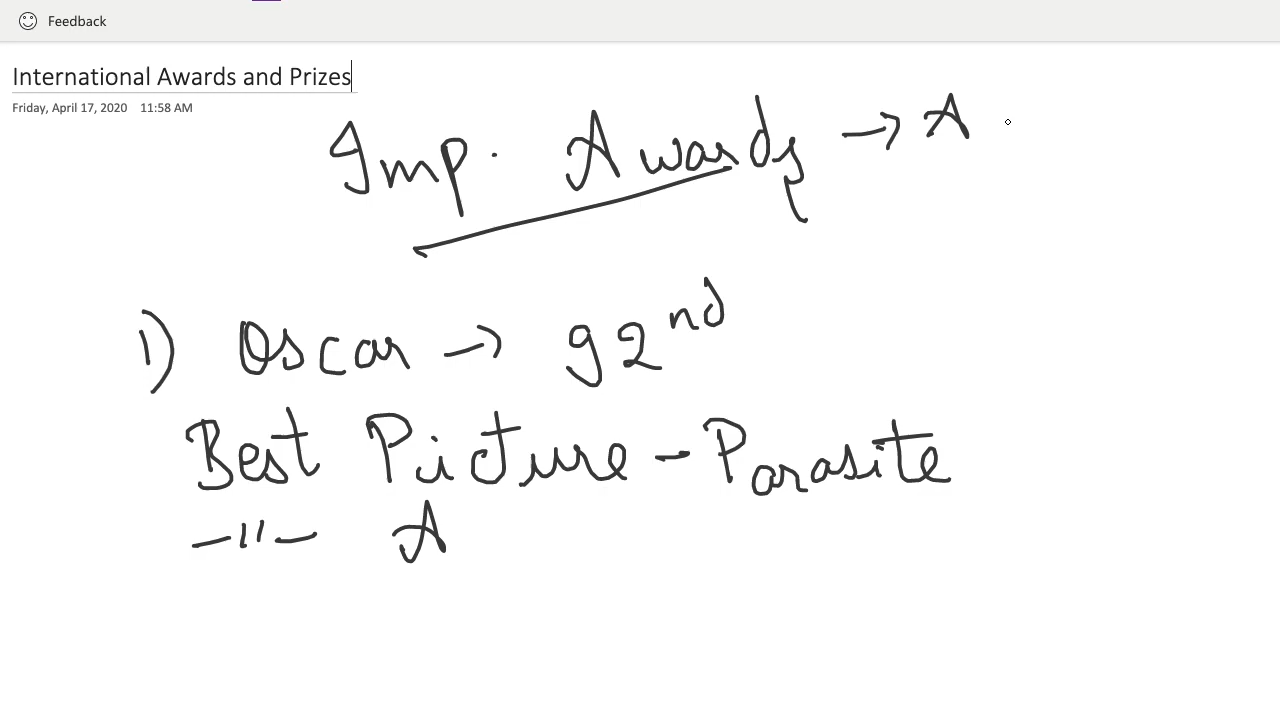 Feedback
International Awards and Prizes
Friday, April 17, 2020 11:58 AM
Imp. Awards → A
1) Oscar → 92nd
Best Picture - Parasite
-"- A